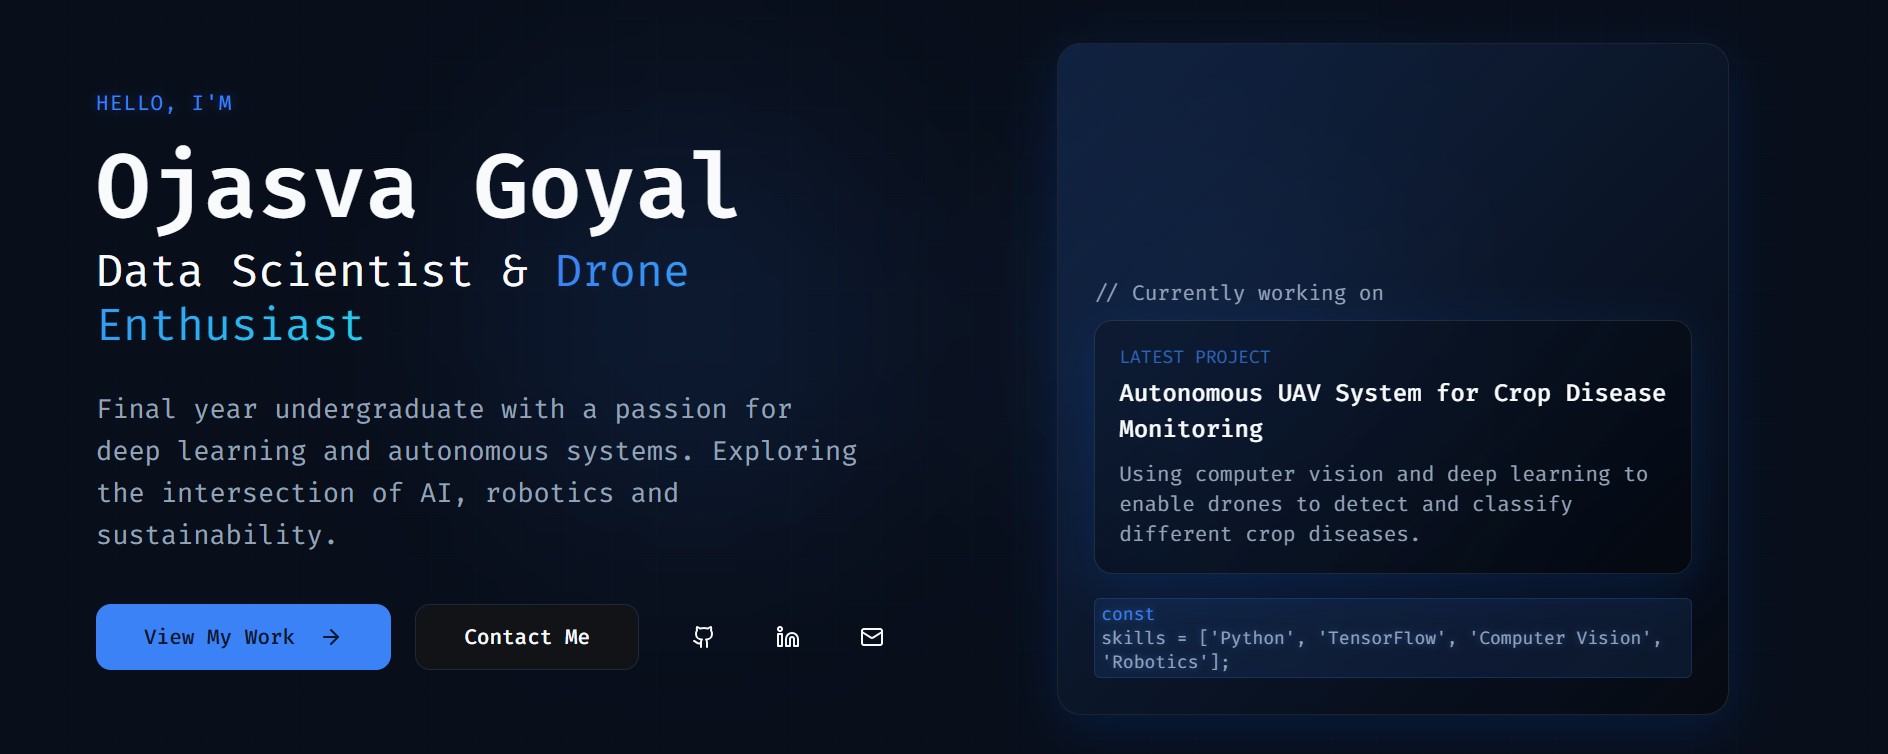 HELLO, I'M
Ojasva Goyal
Data Scientist & Drone
Enthusiast
Final year undergraduate with a passion for
deep learning and autonomous systems. Exploring
the intersection of AI, robotics and
sustainability.
View My Work →
Contact Me
// Currently working on
LATEST PROJECT
Autonomous UAV System for Crop Disease
Monitoring
Using computer vision and deep learning to
enable drones to detect and classify
different crop diseases.
const
skills = ['Python', 'TensorFlow', 'Computer Vision',
'Robotics'];